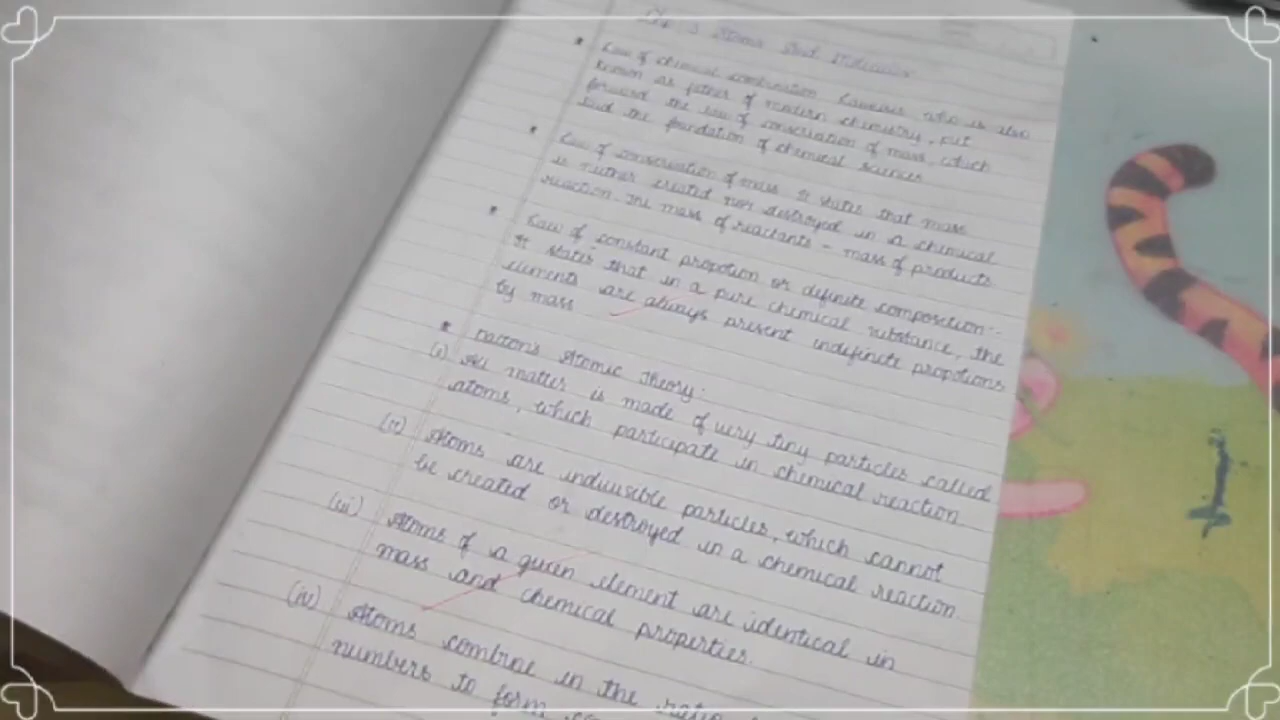 Ch. 3 Atoms And Molecules
* Law of chemical combination Lavoisier who is also
known as father of modern chemistry, put
forward the law of conservation of mass, which
laid the foundation of chemical sciences
* Law of conservation of mass It states that mass
is neither created nor destroyed in a chemical
reaction The mass of reactants = mass of products
* Law of constant propotion or definite composition :-
It states that in a pure chemical substance, the
elements are always present indefinite propotions
by mass
* Dalton's Atomic Theory.
(i) All matter is made of very tiny particles called
atoms, which participate in chemical reaction
(ii) Atoms are indivisible particles, which cannot
be created or destroyed in a chemical reaction.
(iii) Atoms of a given element are identical in
mass and chemical properties.
(iv) Atoms combine in the ratio
numbers to form